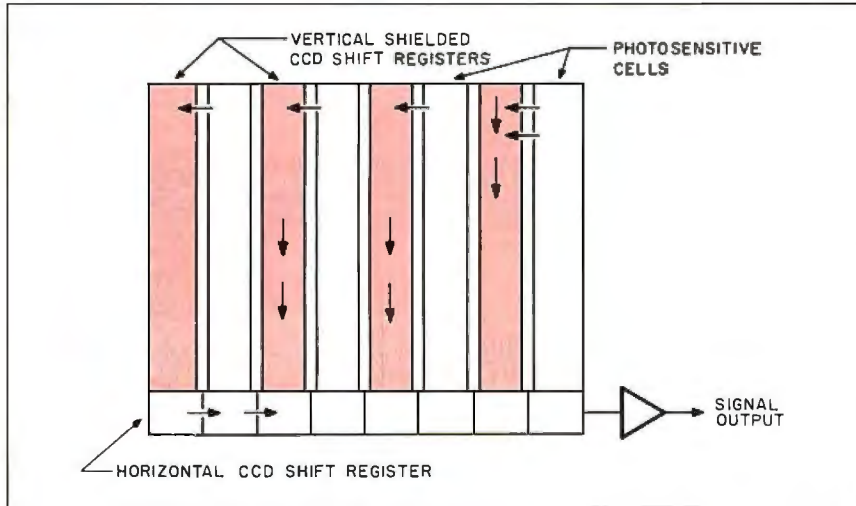 VERTICAL SHIELDED
CCD SHIFT REGISTERS
PHOTOSENSITIVE
CELLS
SIGNAL
OUTPUT
HORIZONTAL CCD SHIFT REGISTER